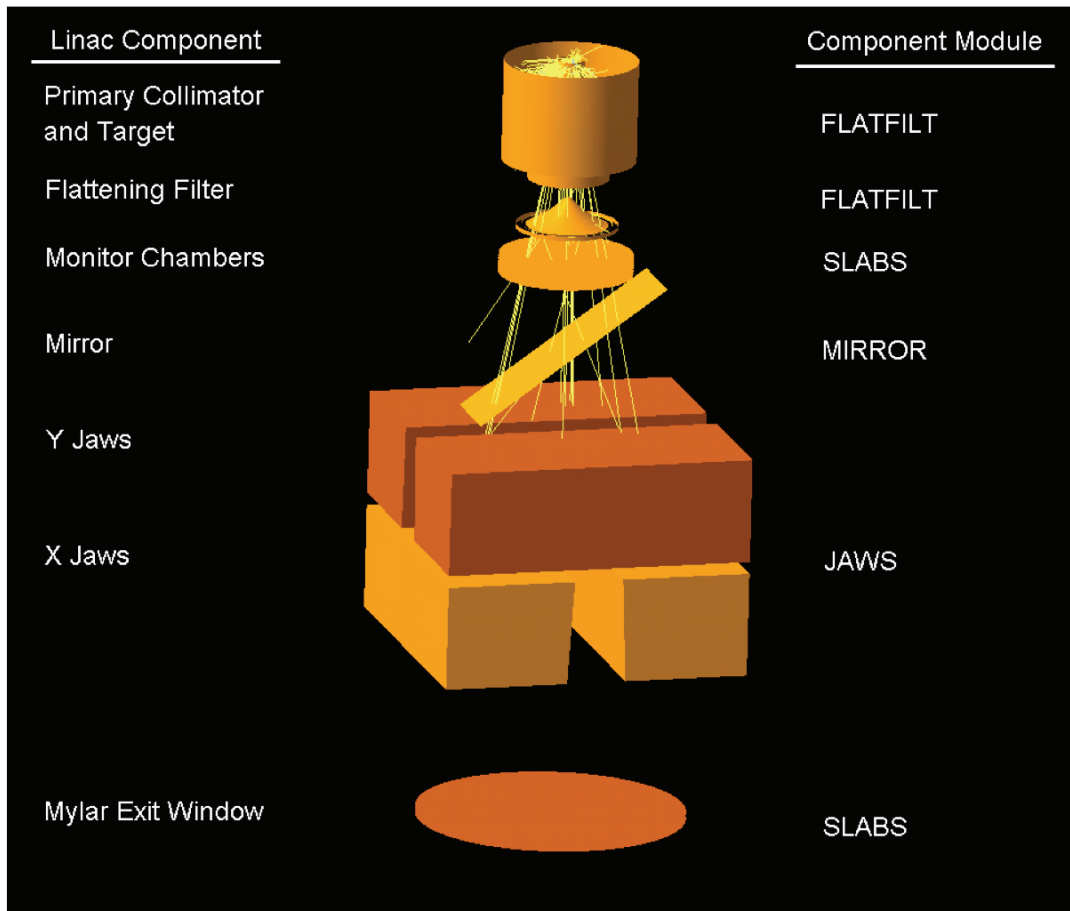 Linac Component
Component Module
Primary Collimator
and Target
FLATFILT
Flattening Filter
FLATFILT
Monitor Chambers
SLABS
Mirror
MIRROR
Y Jaws
X Jaws
JAWS
Mylar Exit Window
SLABS